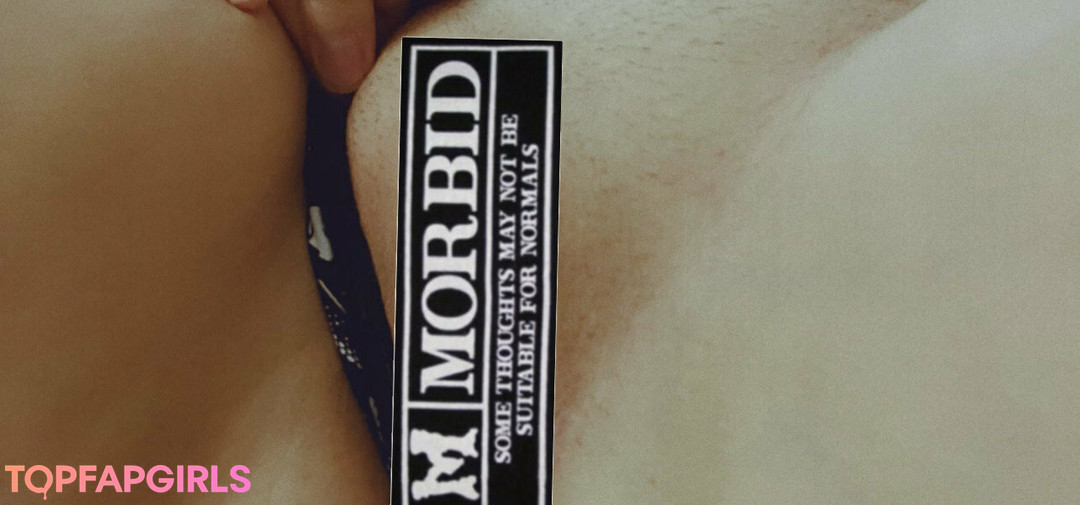 M
MORBID
SOME THOUGHTS MAY NOT BE
SUITABLE FOR NORMALS
TOPFAPGIRLS